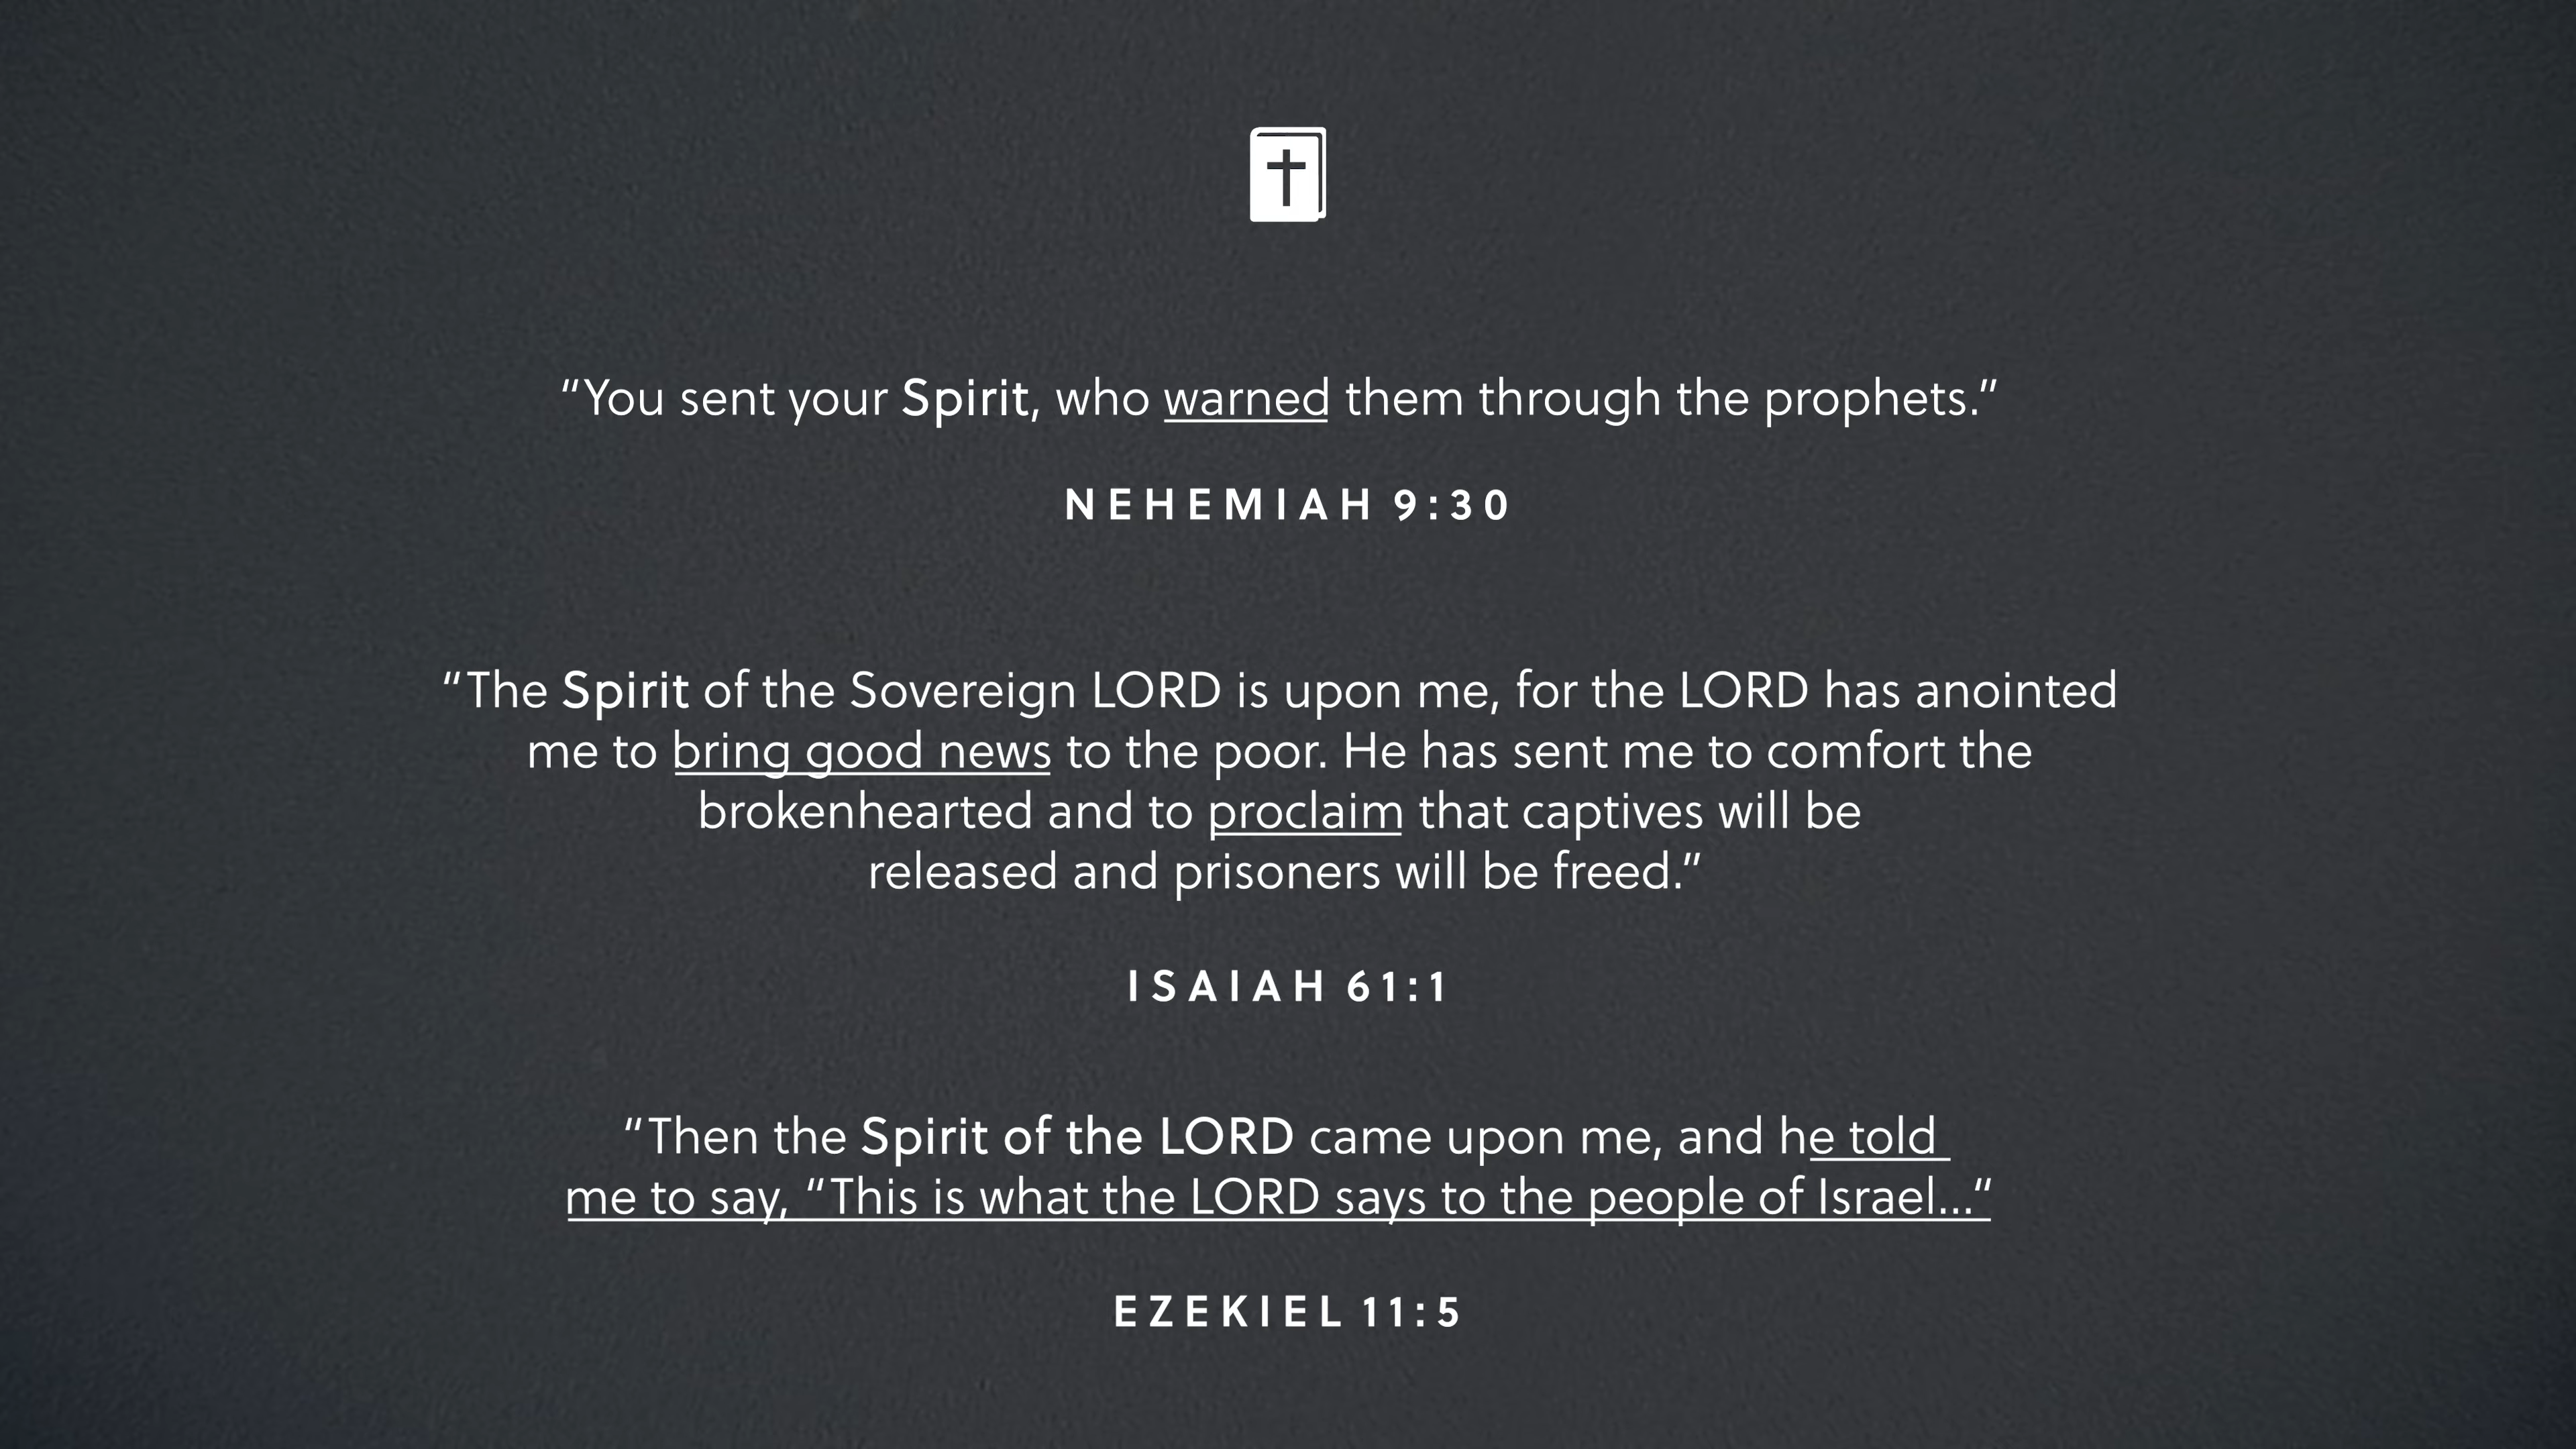 “You sent your Spirit, who warned them through the prophets.”
NEHEMIAH 9:30
“The Spirit of the Sovereign LORD is upon me, for the LORD has anointed
me to bring good news to the poor. He has sent me to comfort the
brokenhearted and to proclaim that captives will be
released and prisoners will be freed.”
ISAIAH 61:1
“Then the Spirit of the LORD came upon me, and he told
me to say, “This is what the LORD says to the people of Israel...“
EZEKIEL 11:5